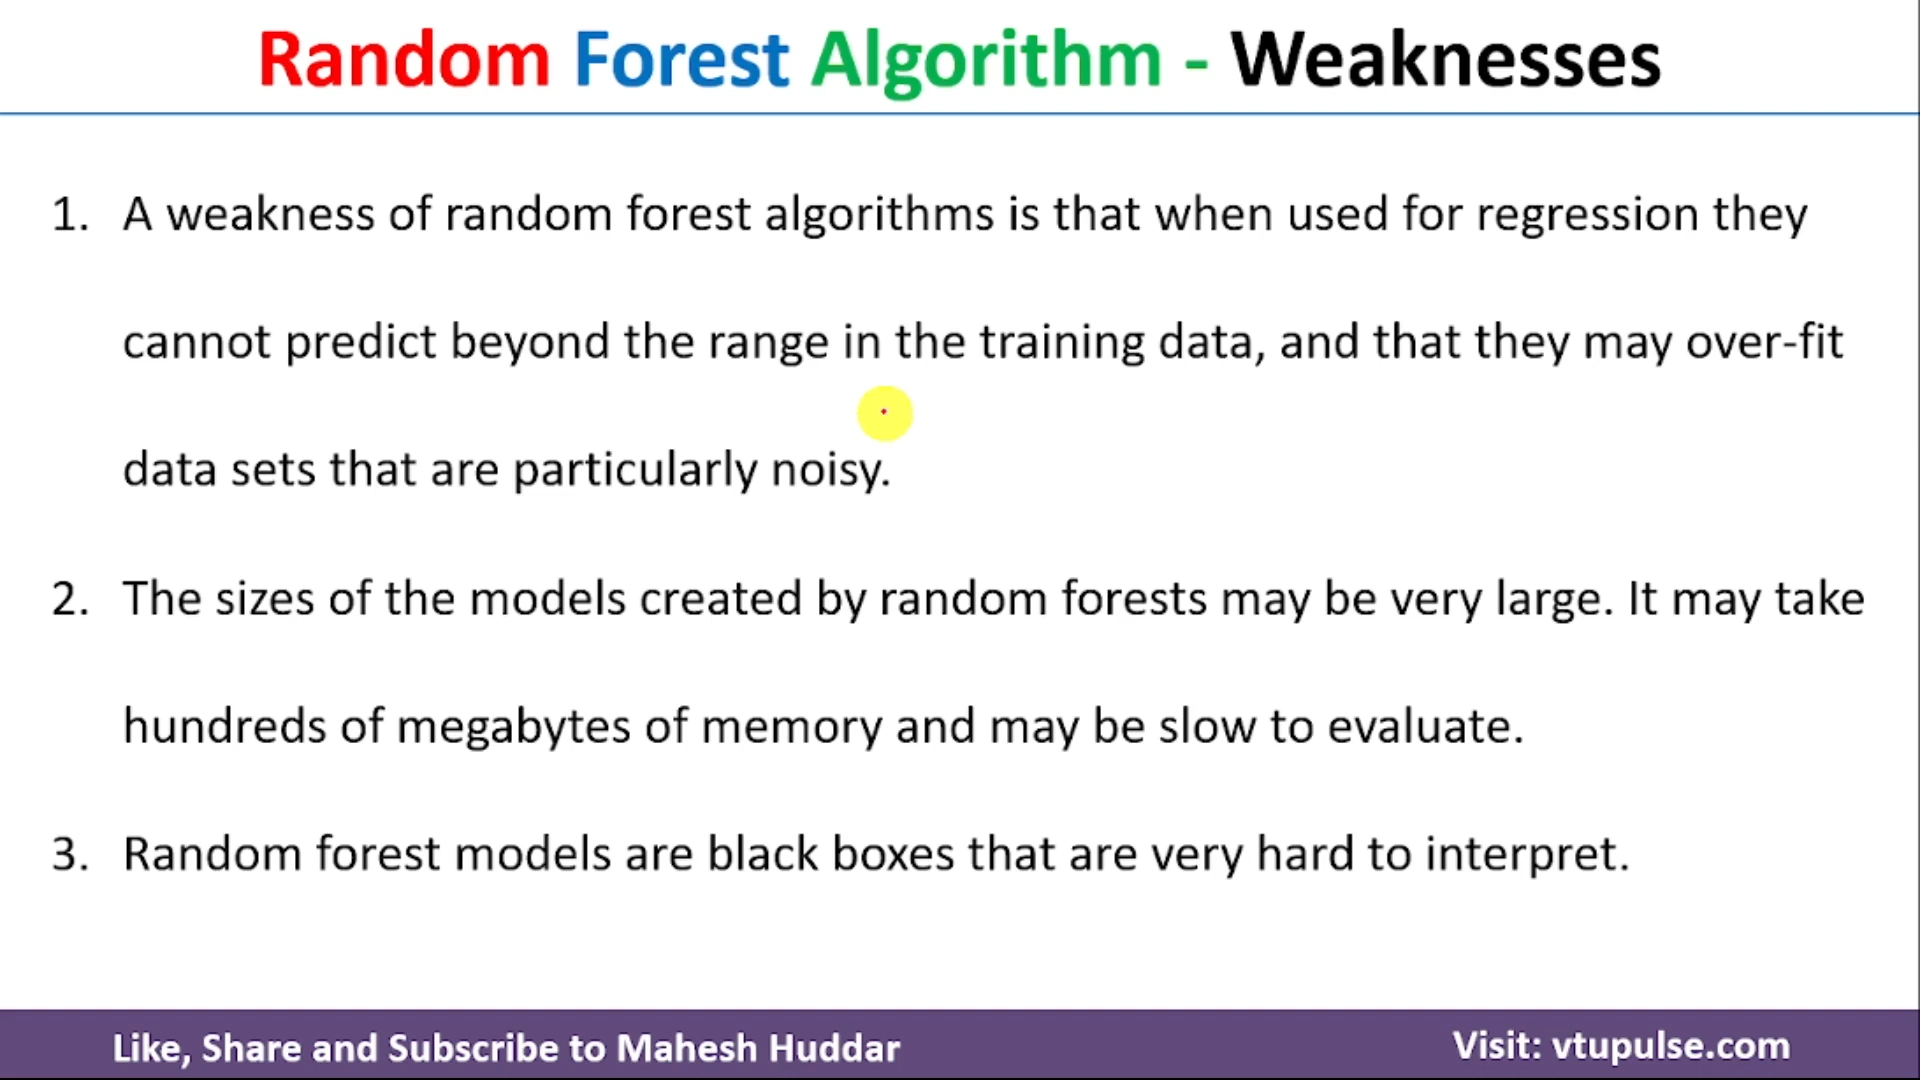 Random Forest Algorithm - Weaknesses
1. A weakness of random forest algorithms is that when used for regression they
cannot predict beyond the range in the training data, and that they may over-fit
data sets that are particularly noisy.
2. The sizes of the models created by random forests may be very large. It may take
hundreds of megabytes of memory and may be slow to evaluate.
3. Random forest models are black boxes that are very hard to interpret.
Like, Share and Subscribe to Mahesh Huddar
Visit: vtupulse.com